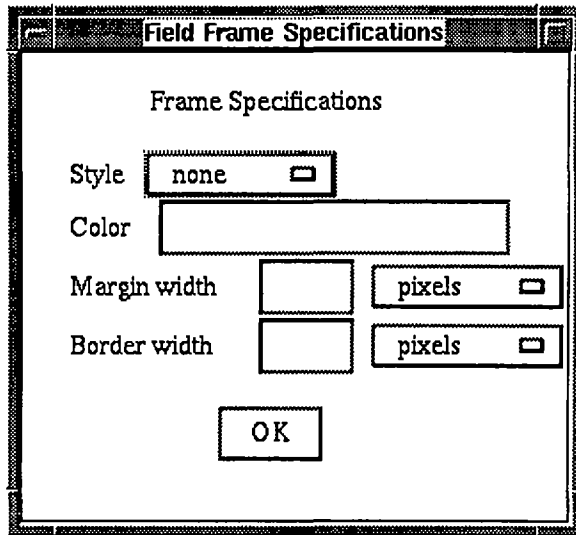 Field Frame Specifications
Frame Specifications
Style none
Color
Margin width pixels
Border width pixels
OK